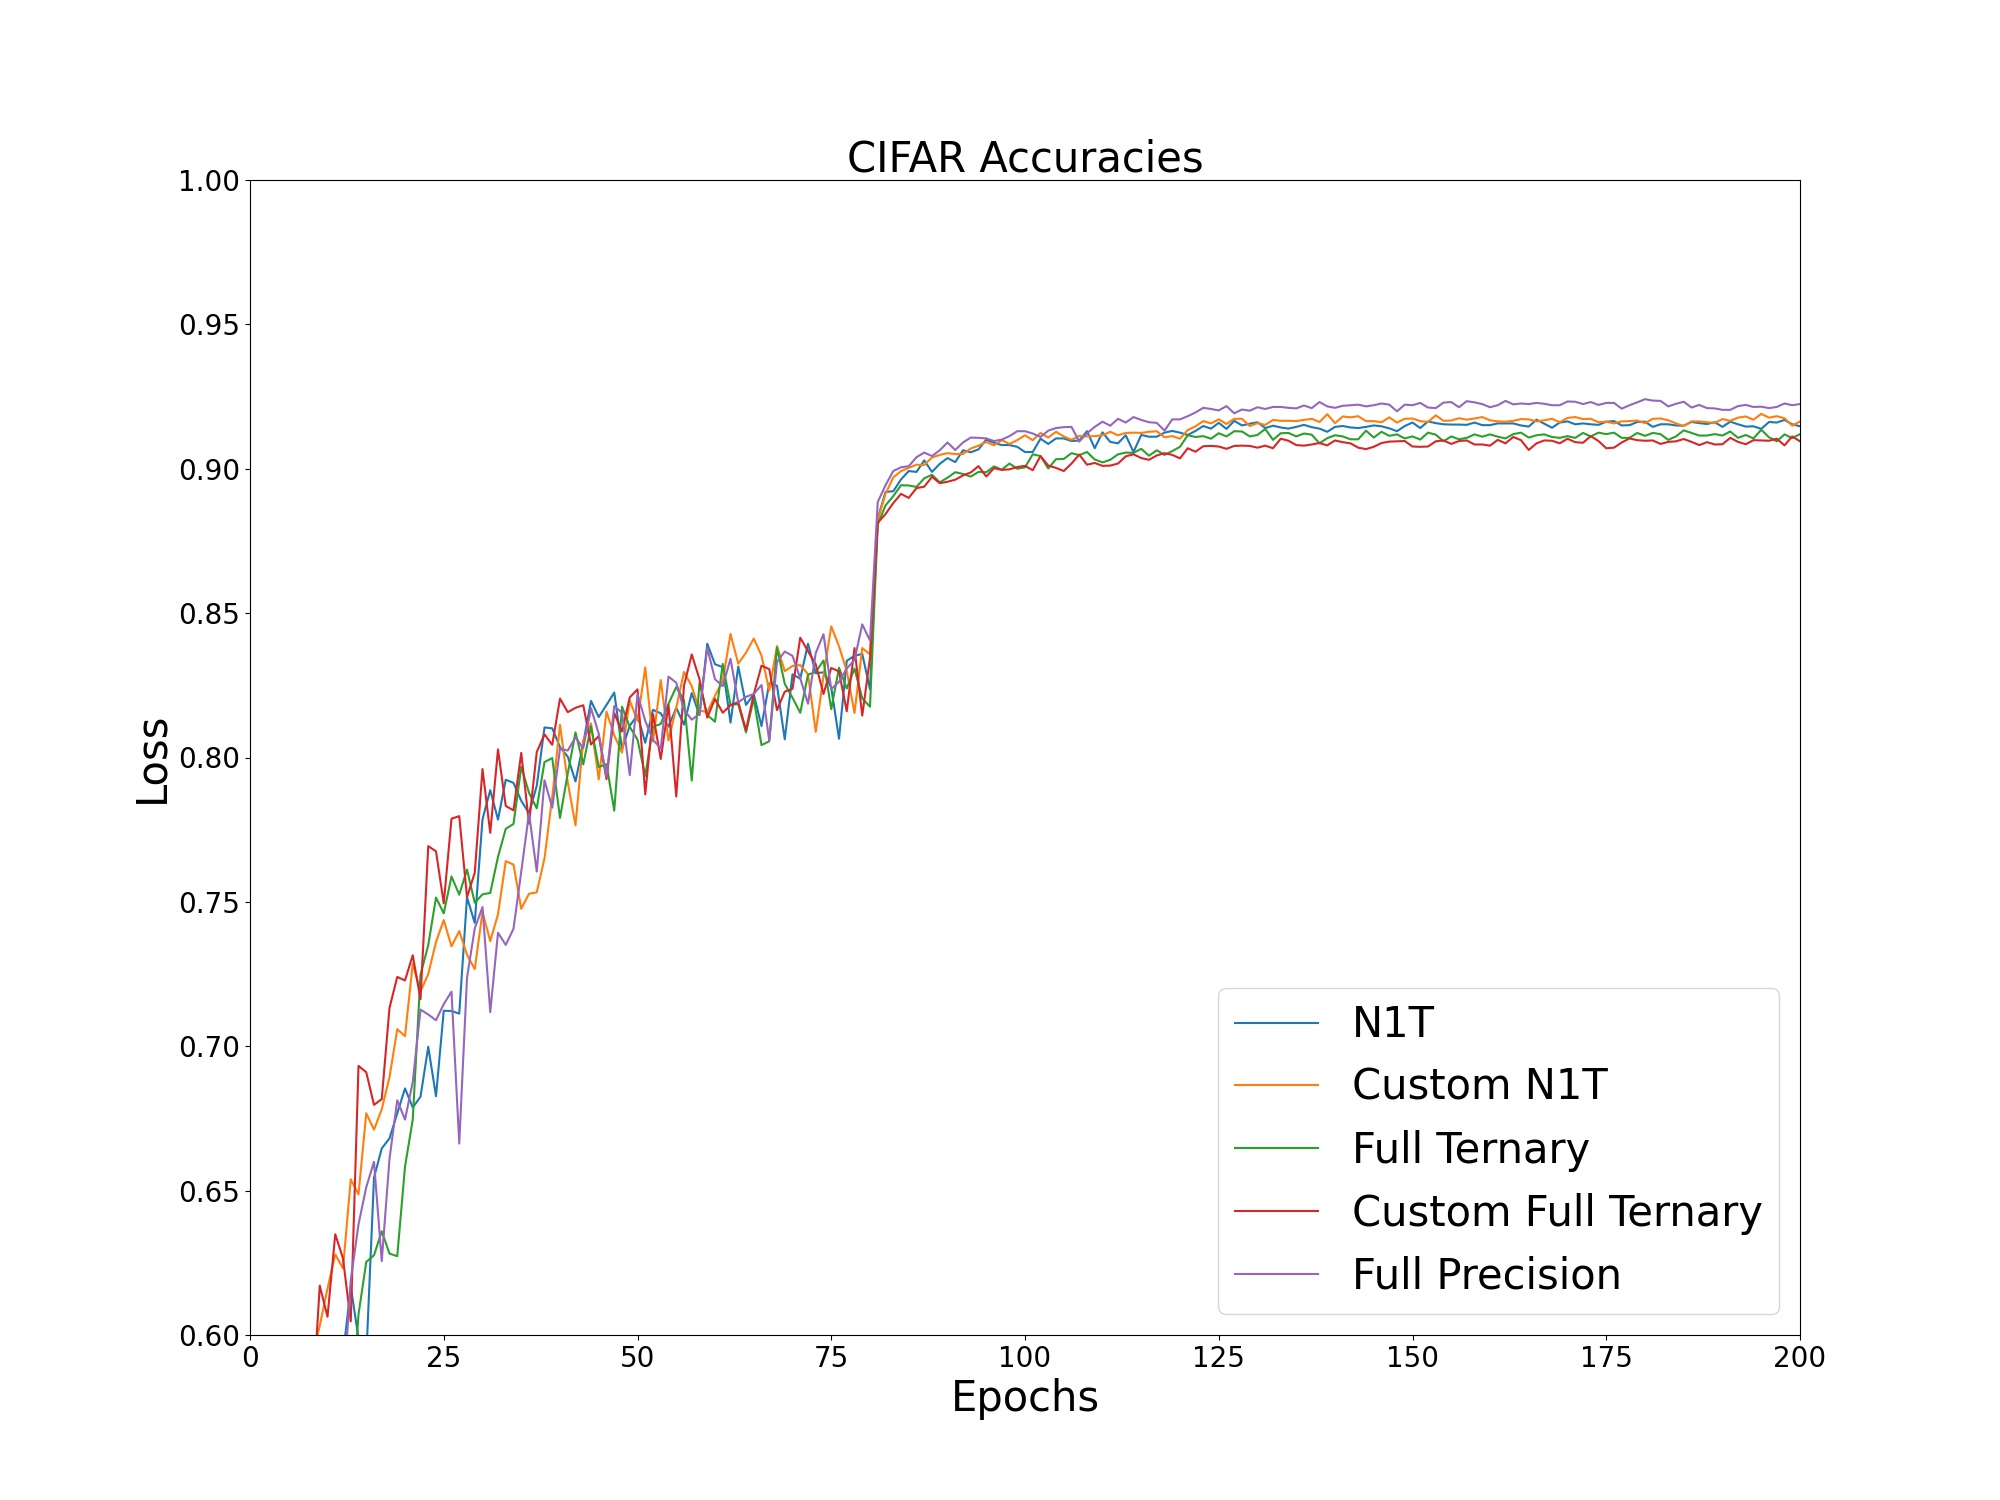 CIFAR Accuracies
1.00
0.95
0.90
0.85
0.80
0.75
0.70
0.65
0.60
Loss
0 25 50 75 100 125 150 175 200
Epochs
N1T
Custom N1T
Full Ternary
Custom Full Ternary
Full Precision